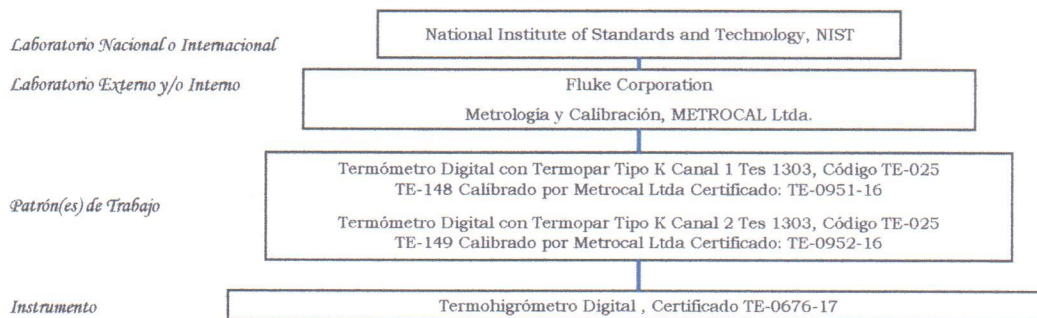 Laboratorio Nacional o Internacional
National Institute of Standards and Technology, NIST
Laboratorio Externo y/o Interno
Fluke Corporation
Metrología y Calibración, METROCAL Ltda.
Patrón(es) de Trabajo
Termómetro Digital con Termopar Tipo K Canal 1 Tes 1303, Código TE-025
TE-148 Calibrado por Metrocal Ltda Certificado: TE-0951-16
Termómetro Digital con Termopar Tipo K Canal 2 Tes 1303, Código TE-025
TE-149 Calibrado por Metrocal Ltda Certificado: TE-0952-16
Instrumento
Termohigrómetro Digital , Certificado TE-0676-17